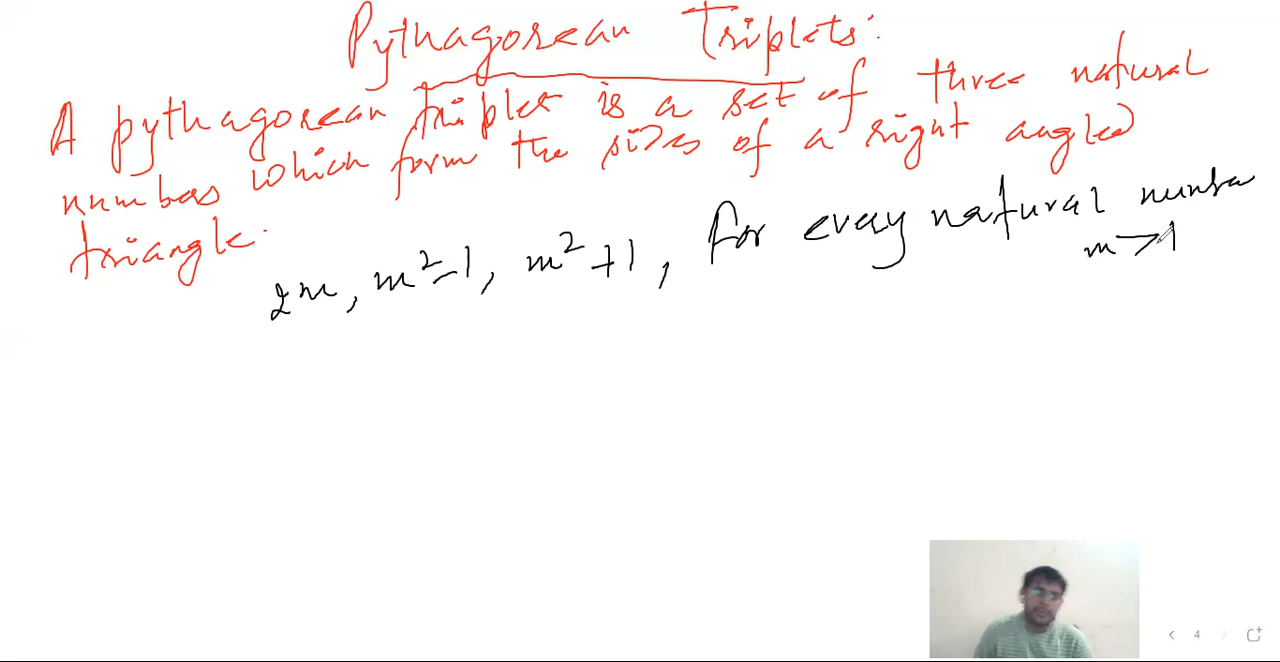 Pythagorean Triplets:
A pythagorean triplet is a set of three natural
numbers which form the sides of a right angled
triangle.
2m, m²-1, m²+1, for every natural number
m>1
4